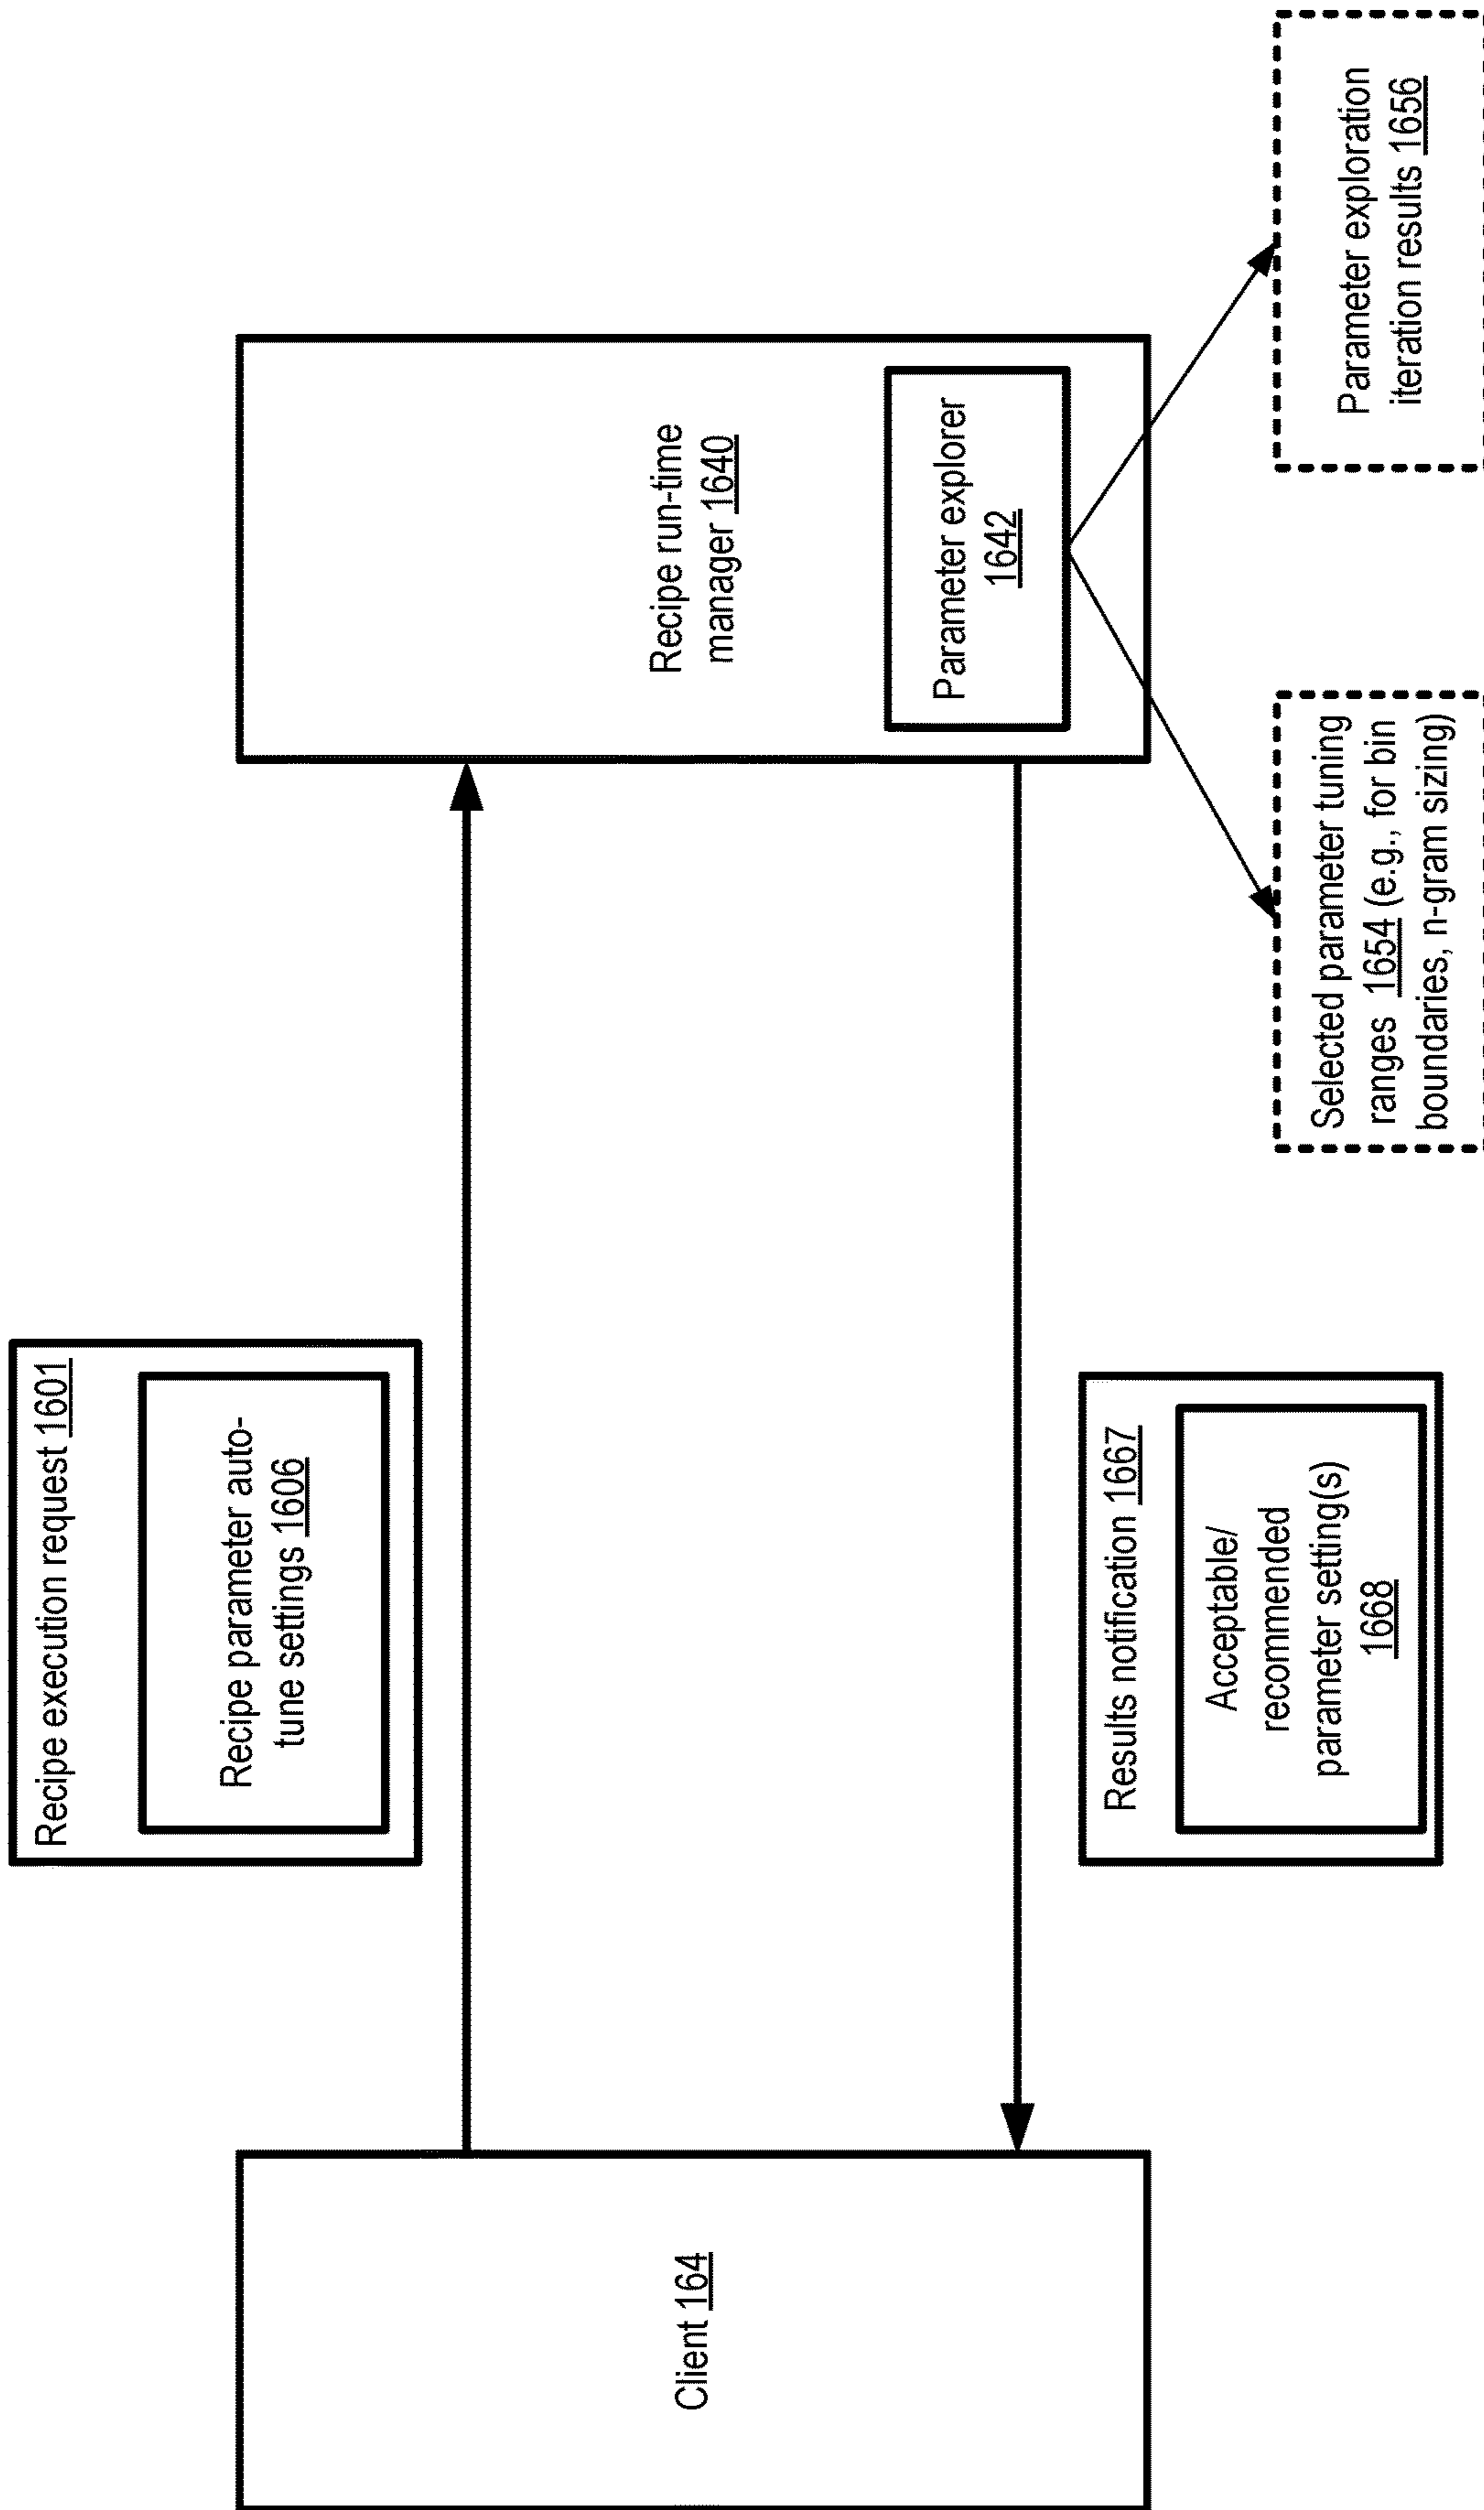 Recipe execution request 1601
Recipe parameter auto-
tune settings 1606
Client 164
Recipe run-time
manager 1640
Parameter explorer
1642
Results notification 1667
Acceptable/
recommended
parameter setting(s)
1668
Selected parameter tuning
ranges 1654 (e.g., for bin
boundaries, n-gram sizing)
Parameter exploration
iteration results 1656